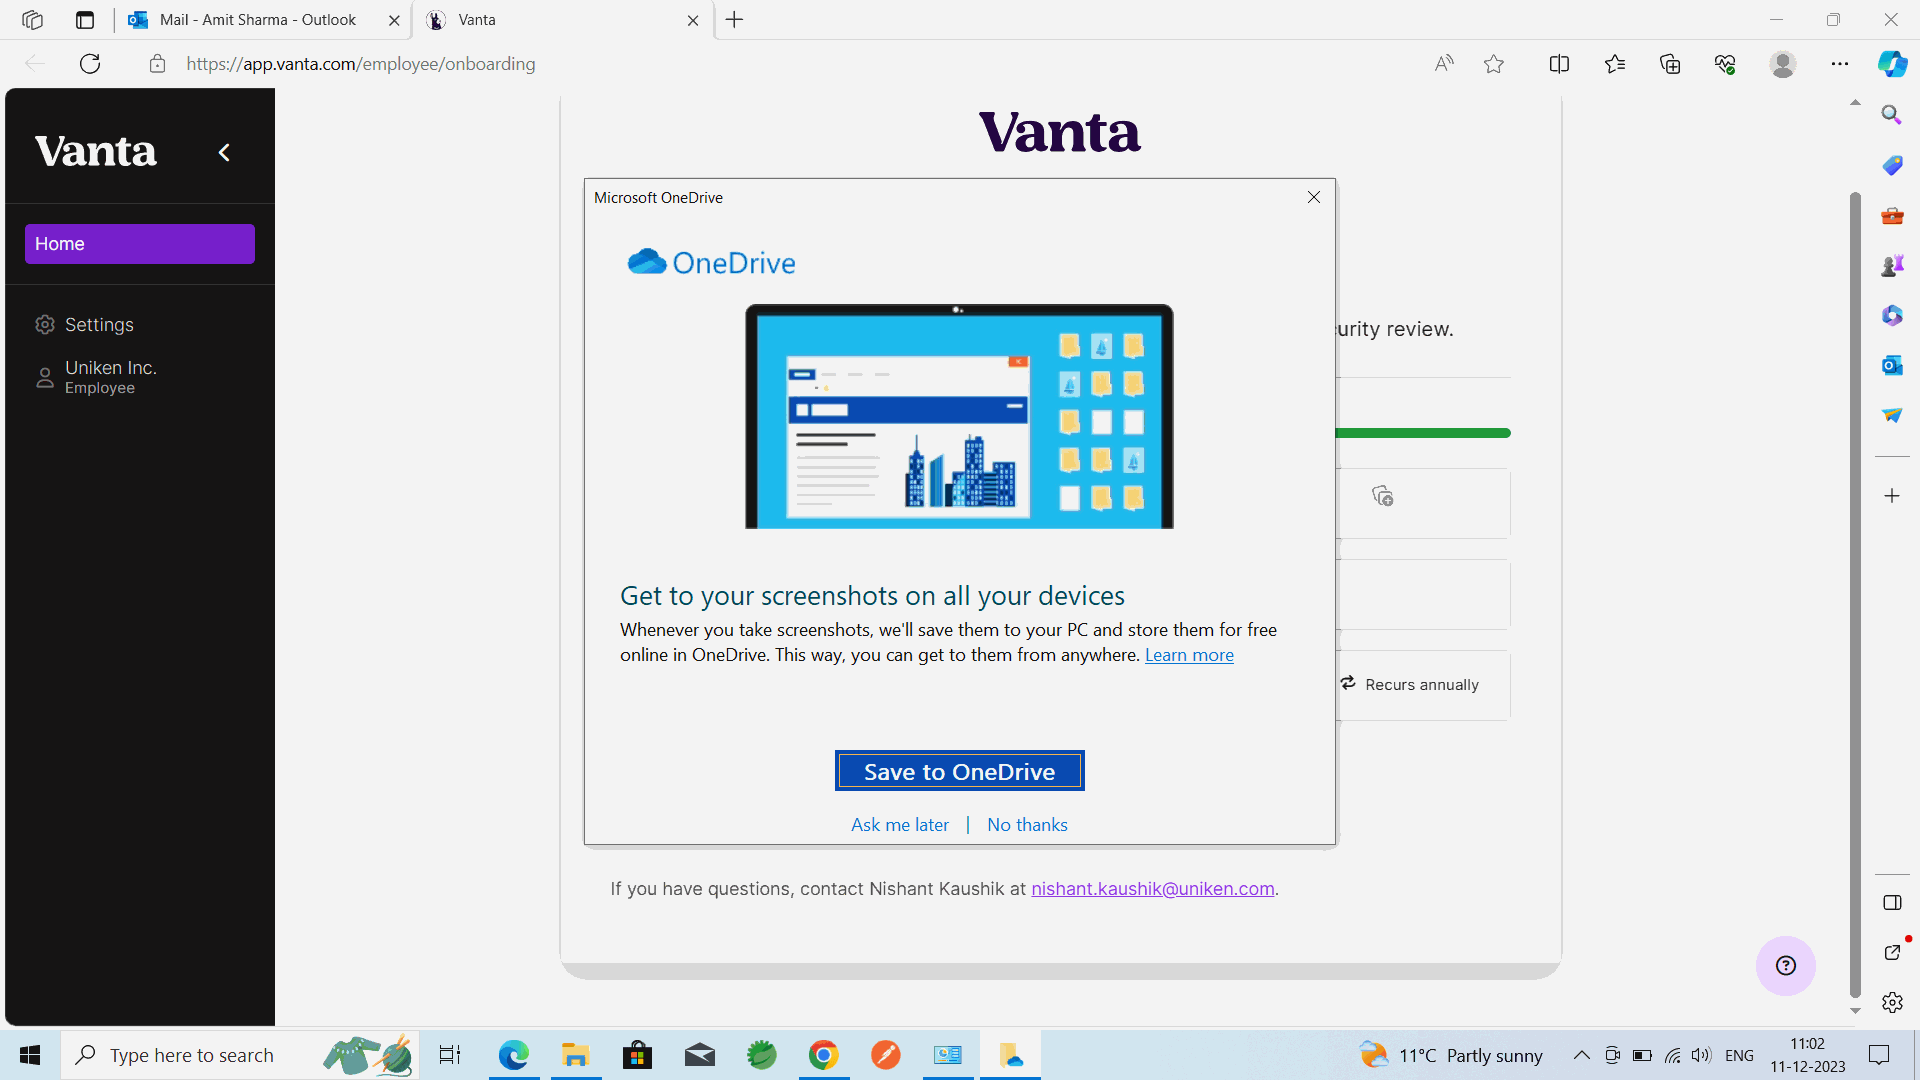 Mail - Amit Sharma - Outlook
Vanta
https://app.vanta.com/employee/onboarding
Vanta
Home
Settings
Uniken Inc.
Employee
Vanta
Microsoft OneDrive
OneDrive
Get to your screenshots on all your devices
Whenever you take screenshots, we'll save them to your PC and store them for free
online in OneDrive. This way, you can get to them from anywhere. Learn more
Save to OneDrive
Ask me later | No thanks
urity review.
Recurs annually
If you have questions, contact Nishant Kaushik at nishant.kaushik@uniken.com.
Type here to search
11°C Partly sunny
ENG
11:02
11-12-2023